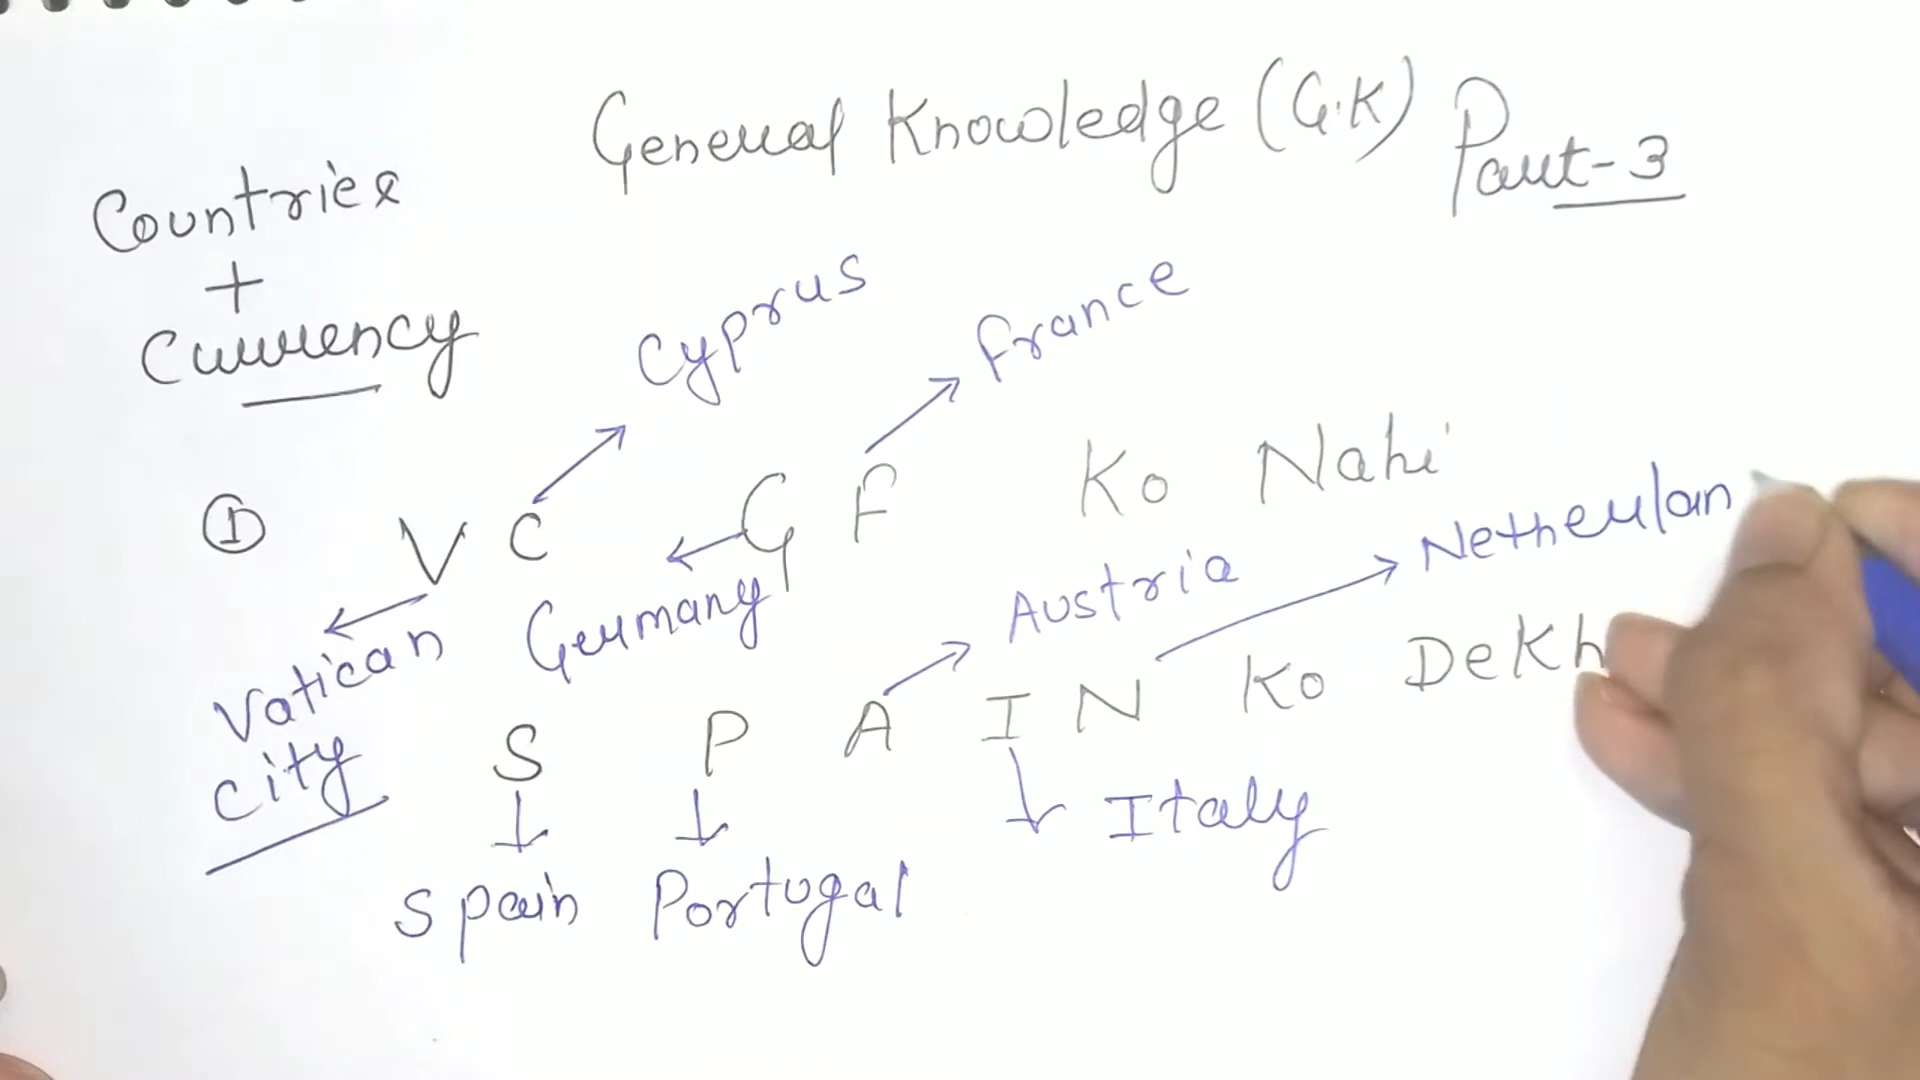 General Knowledge (G.K) Part-3
Countries
+
Currency
Cyprus
France
① V C G F Ko Nahi
Vatican
City
Germany
Austria
Netherlan
S P A I N Ko Dekh
Spain
Portugal
Italy